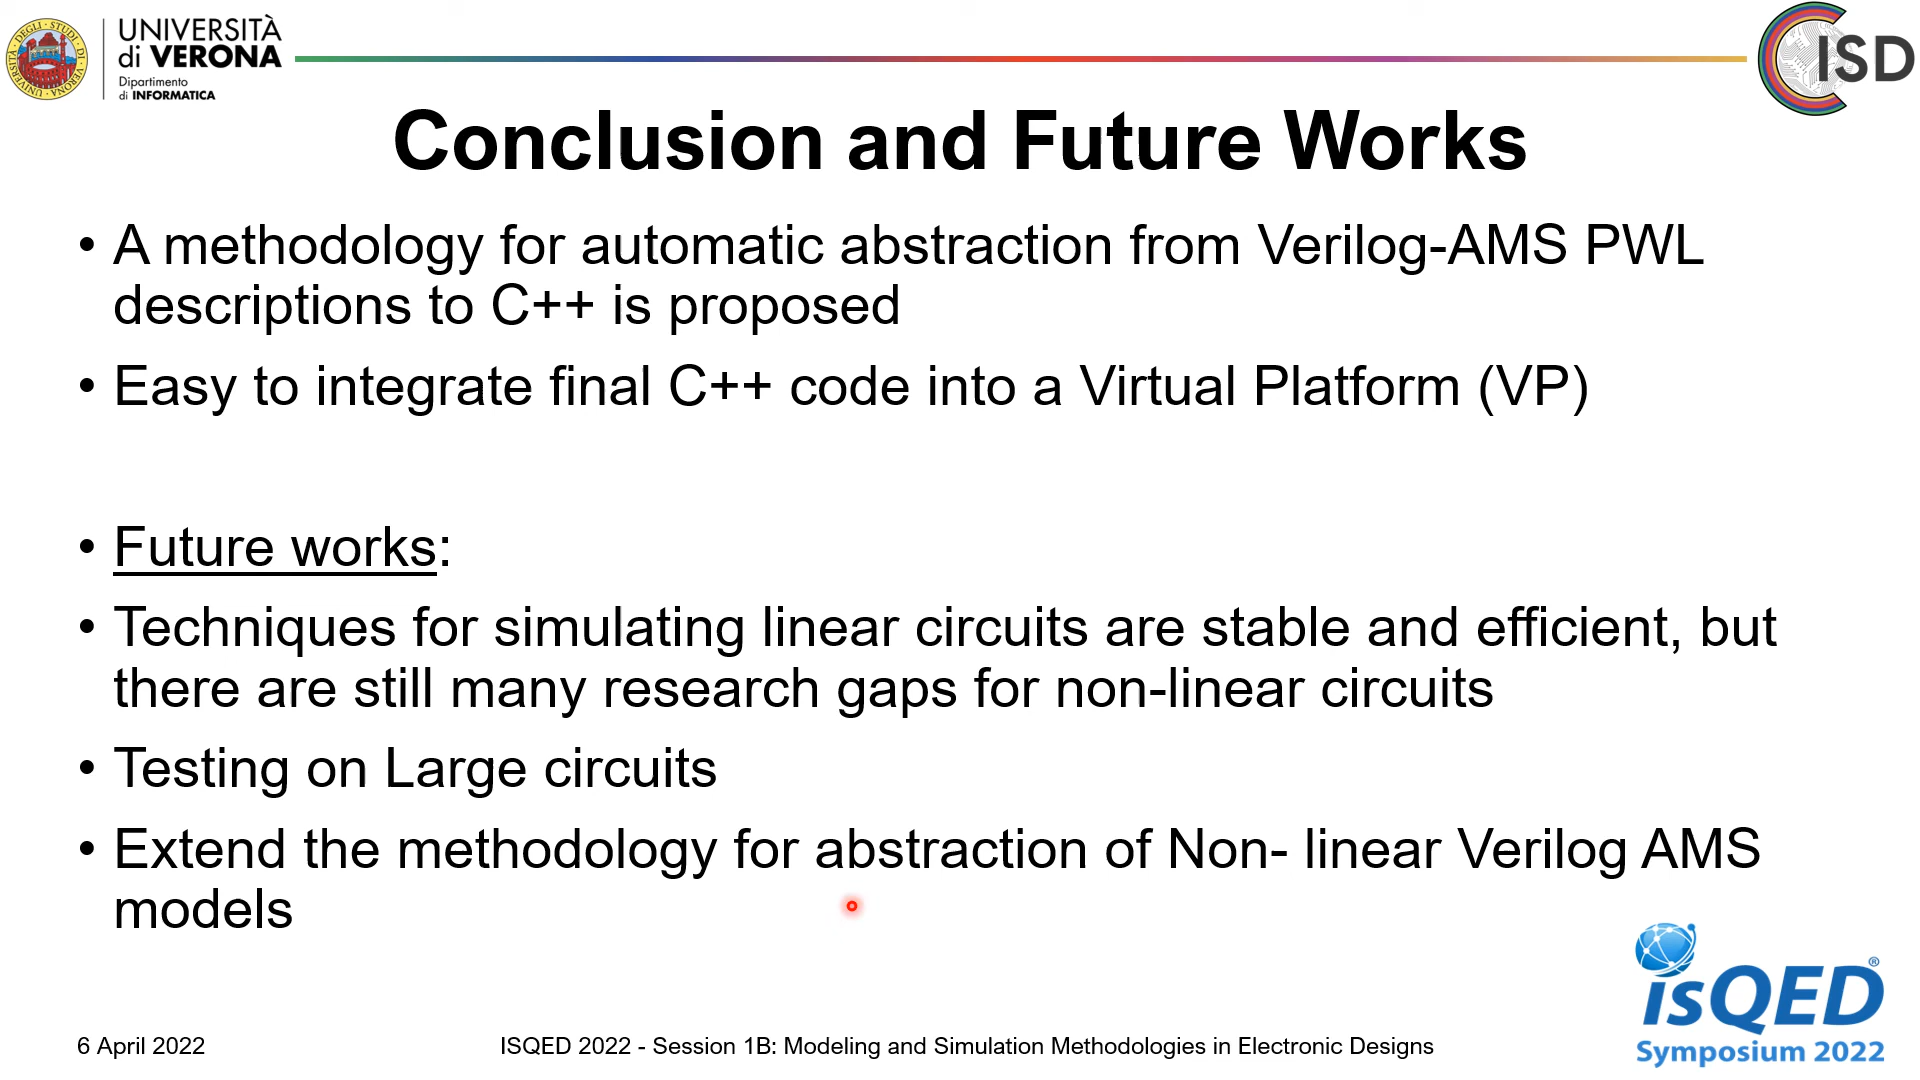 UNIVERSITÀ
di VERONA
Dipartimento
di INFORMATICA
CISD
Conclusion and Future Works
• A methodology for automatic abstraction from Verilog-AMS PWL
descriptions to C++ is proposed
• Easy to integrate final C++ code into a Virtual Platform (VP)
• Future works:
• Techniques for simulating linear circuits are stable and efficient, but
there are still many research gaps for non-linear circuits
• Testing on Large circuits
• Extend the methodology for abstraction of Non- linear Verilog AMS
models
isQED®
Symposium 2022
6 April 2022
ISQED 2022 - Session 1B: Modeling and Simulation Methodologies in Electronic Designs